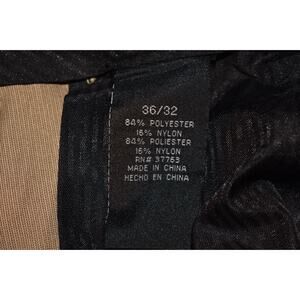 36/32
84% POLYESTER
16% NYLON
84% POLIESTER
16% NYLON
RN# 37763
MADE IN CHINA
HECHO EN CHINA